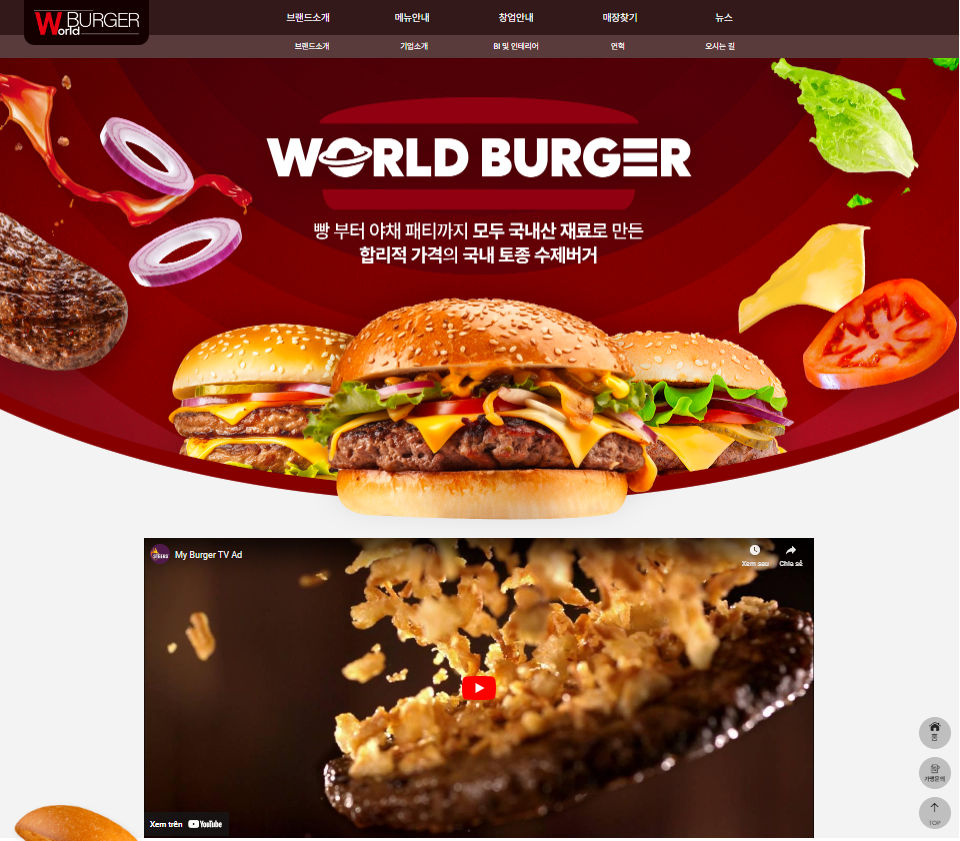 World BURGER
브랜드소개 메뉴안내 창업안내 매장찾기 뉴스
브랜드소개 기업소개 BI 및 인테리어 연혁 오시는 길
WORLD BURGER
빵 부터 야채 패티까지 모두 국내산 재료로 만든
합리적 가격의 국내 토종 수제버거
My Burger TV Ad
Xem sau Chia sẻ
Xem trên YouTube
홈
가맹문의
TOP